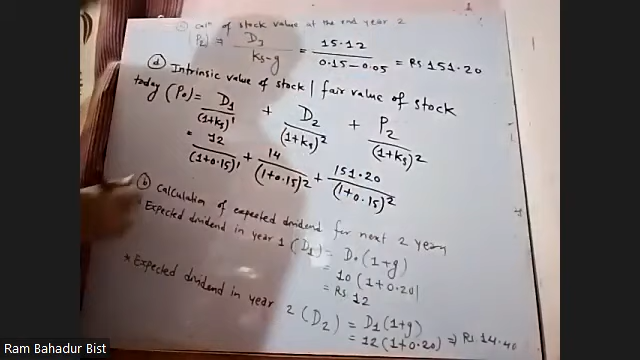 (c) Calⁿ of stock value at the end year 2
(P₂) = D₃ / Ks-g = 15.12 / 0.15-0.05 = Rs 151.20
(d) Intrinsic value of stock | fair value of stock
today (P₀) = D₁ / (1+Ks)¹ + D₂ / (1+Ks)² + P₂ / (1+Ks)²
= 12 / (1+0.15)¹ + 14 / (1+0.15)² + 151.20 / (1+0.15)²
(b) Calculation of expected dividend for next 2 years
Expected dividend in year 1 (D₁) = D₀ (1+g)
= 10 (1+0.20)
= Rs 12
* Expected dividend in year 2 (D₂) = D₁ (1+g)
= 12 (1+0.20) => Rs. 14.40
Ram Bahadur Bist